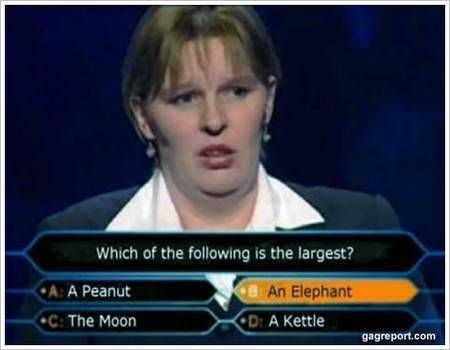 Which of the following is the largest?
A: A Peanut
B: An Elephant
C: The Moon
D: A Kettle
gagreport.com